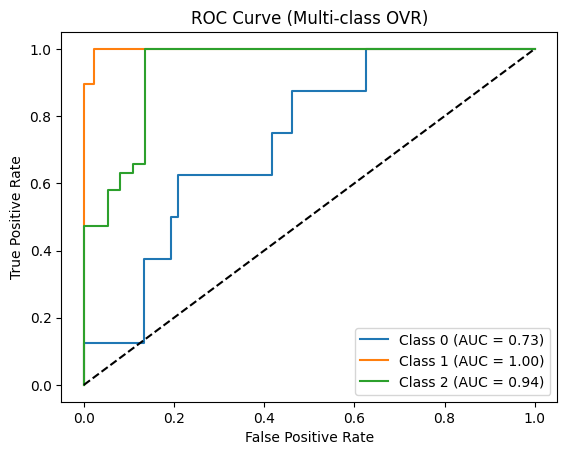 ROC Curve (Multi-class OVR)
True Positive Rate
1.0
0.8
0.6
0.4
0.2
0.0
Class 0 (AUC = 0.73)
Class 1 (AUC = 1.00)
Class 2 (AUC = 0.94)
0.0 0.2 0.4 0.6 0.8 1.0
False Positive Rate